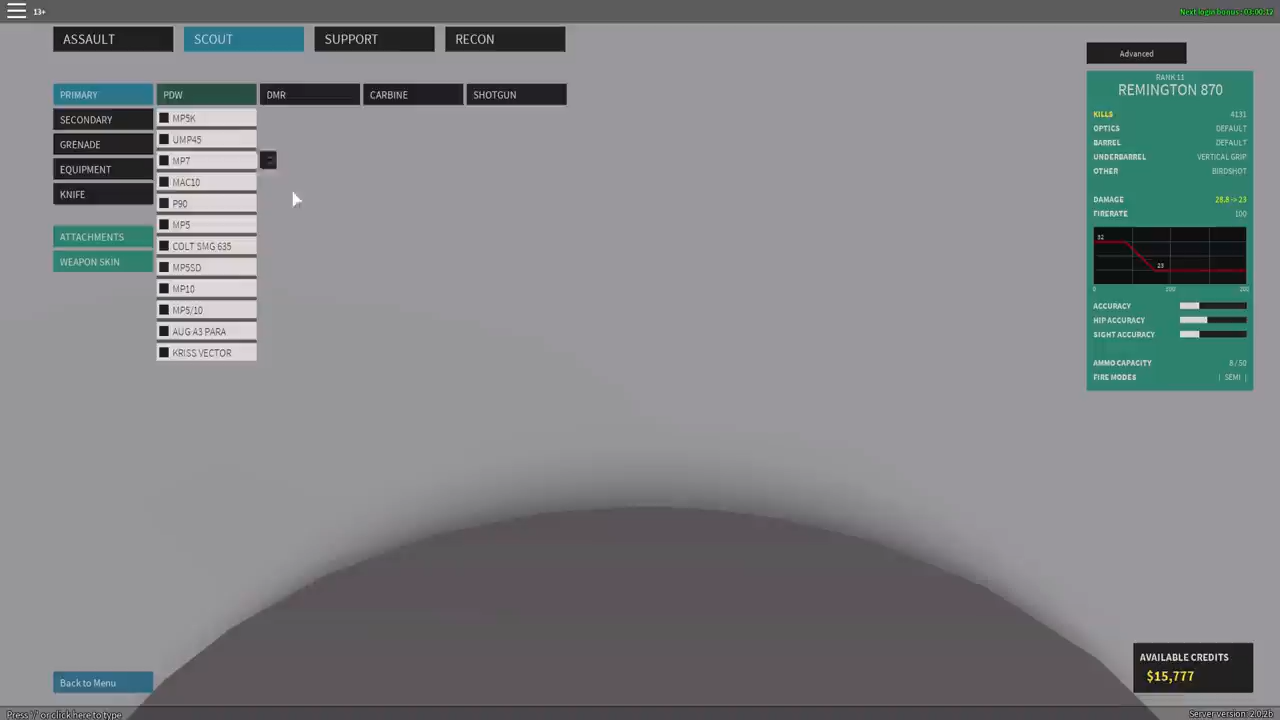 13+
Next login bonus: 03:00:12
ASSAULT
SCOUT
SUPPORT
RECON
Advanced
PRIMARY
SECONDARY
GRENADE
EQUIPMENT
KNIFE
ATTACHMENTS
WEAPON SKIN
PDW
DMR
CARBINE
SHOTGUN
MP5K
UMP45
MP7
MAC10
P90
MP5
COLT SMG 635
MP5SD
MP10
MP5/10
AUG A3 PARA
KRISS VECTOR
RANK 11
REMINGTON 870
KILLS 4131
OPTICS DEFAULT
BARREL DEFAULT
UNDERBARREL VERTICAL GRIP
OTHER BIRDSHOT
DAMAGE 28.8 -> 23
FIRERATE 100
32
23
0
200
ACCURACY
HIP ACCURACY
SIGHT ACCURACY
AMMO CAPACITY 8 / 50
FIRE MODES | SEMI |
AVAILABLE CREDITS
$15,777
Back to Menu
Press '/' or click here to type
Server version: 2.0.2b